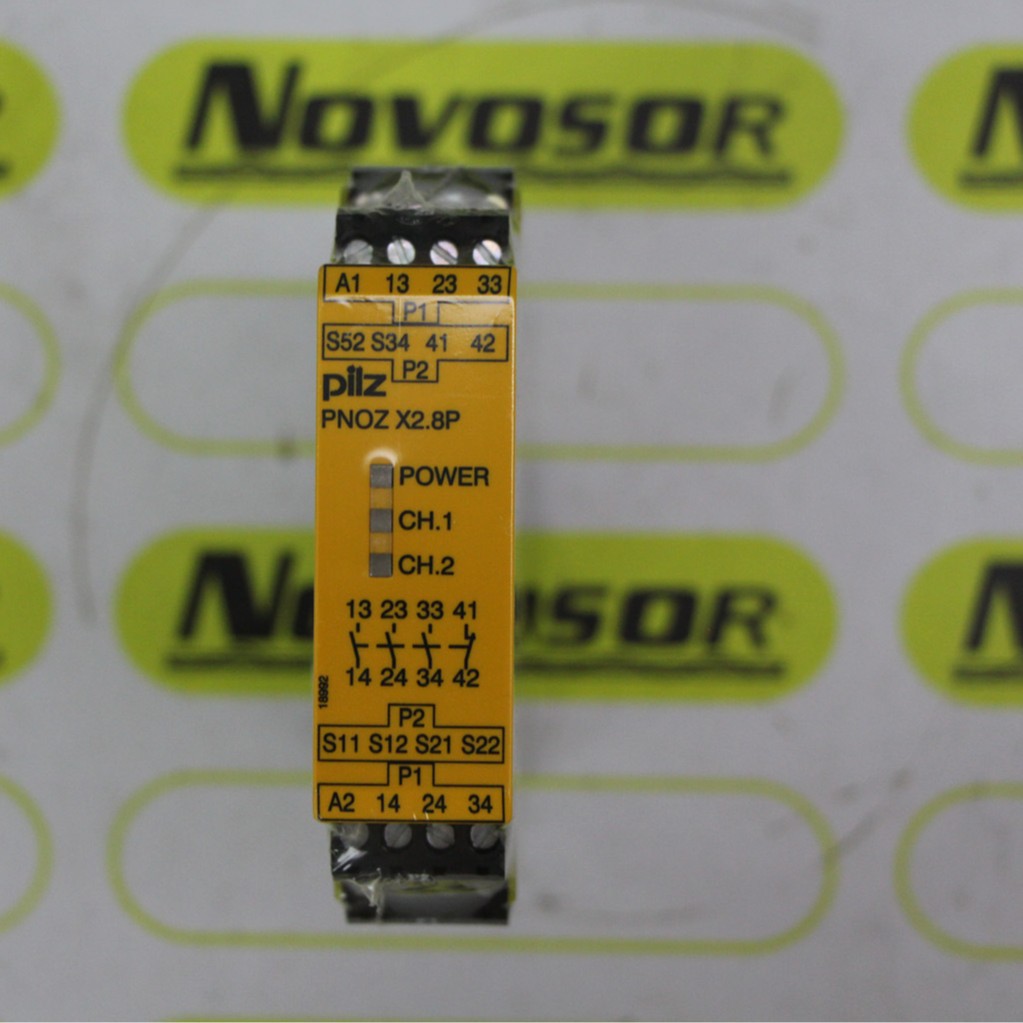 NOVOSOR
A1 13 23 33
P1
S52 S34 41 42
P2
pilz
PNOZ X2.8P
POWER
CH.1
CH.2
13 23 33 41
14 24 34 42
18992
P2
S11 S12 S21 S22
P1
A2 14 24 34